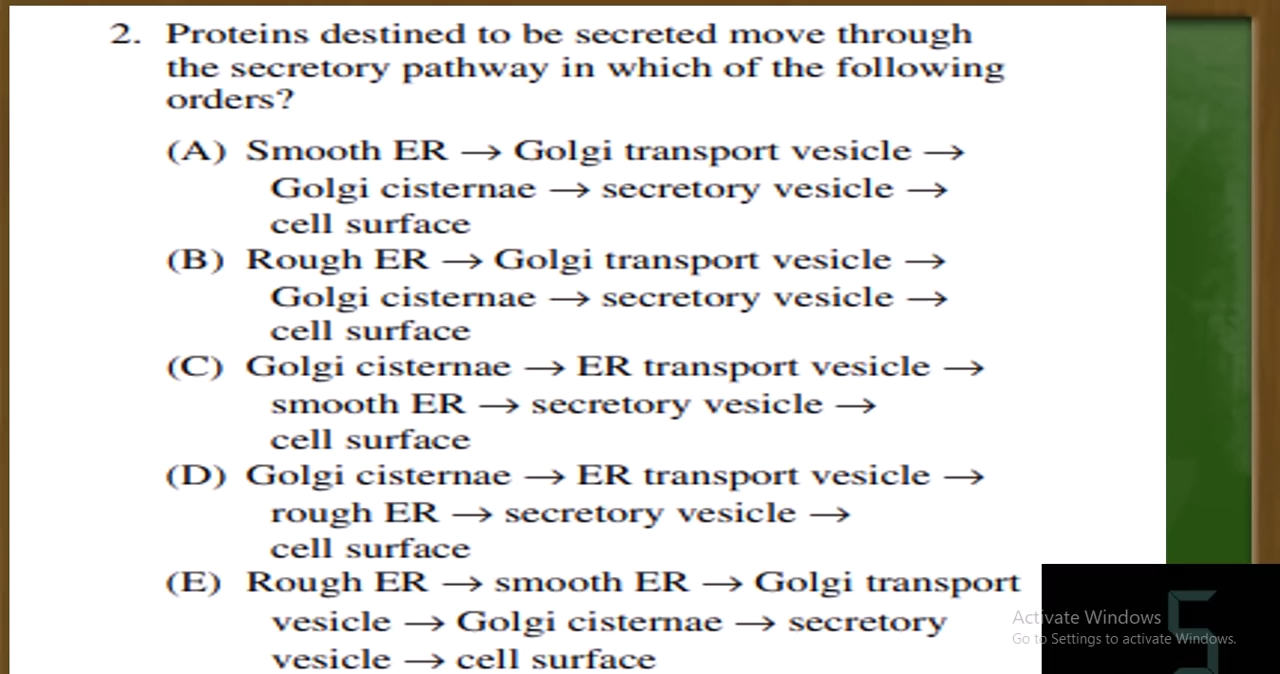 2. Proteins destined to be secreted move through
the secretory pathway in which of the following
orders?
(A) Smooth ER → Golgi transport vesicle →
Golgi cisternae → secretory vesicle →
cell surface
(B) Rough ER → Golgi transport vesicle →
Golgi cisternae → secretory vesicle →
cell surface
(C) Golgi cisternae → ER transport vesicle →
smooth ER → secretory vesicle →
cell surface
(D) Golgi cisternae → ER transport vesicle →
rough ER → secretory vesicle →
cell surface
(E) Rough ER → smooth ER → Golgi transport
vesicle → Golgi cisternae → secretory
vesicle → cell surface
Activate Windows
Go to Settings to activate Windows.
5